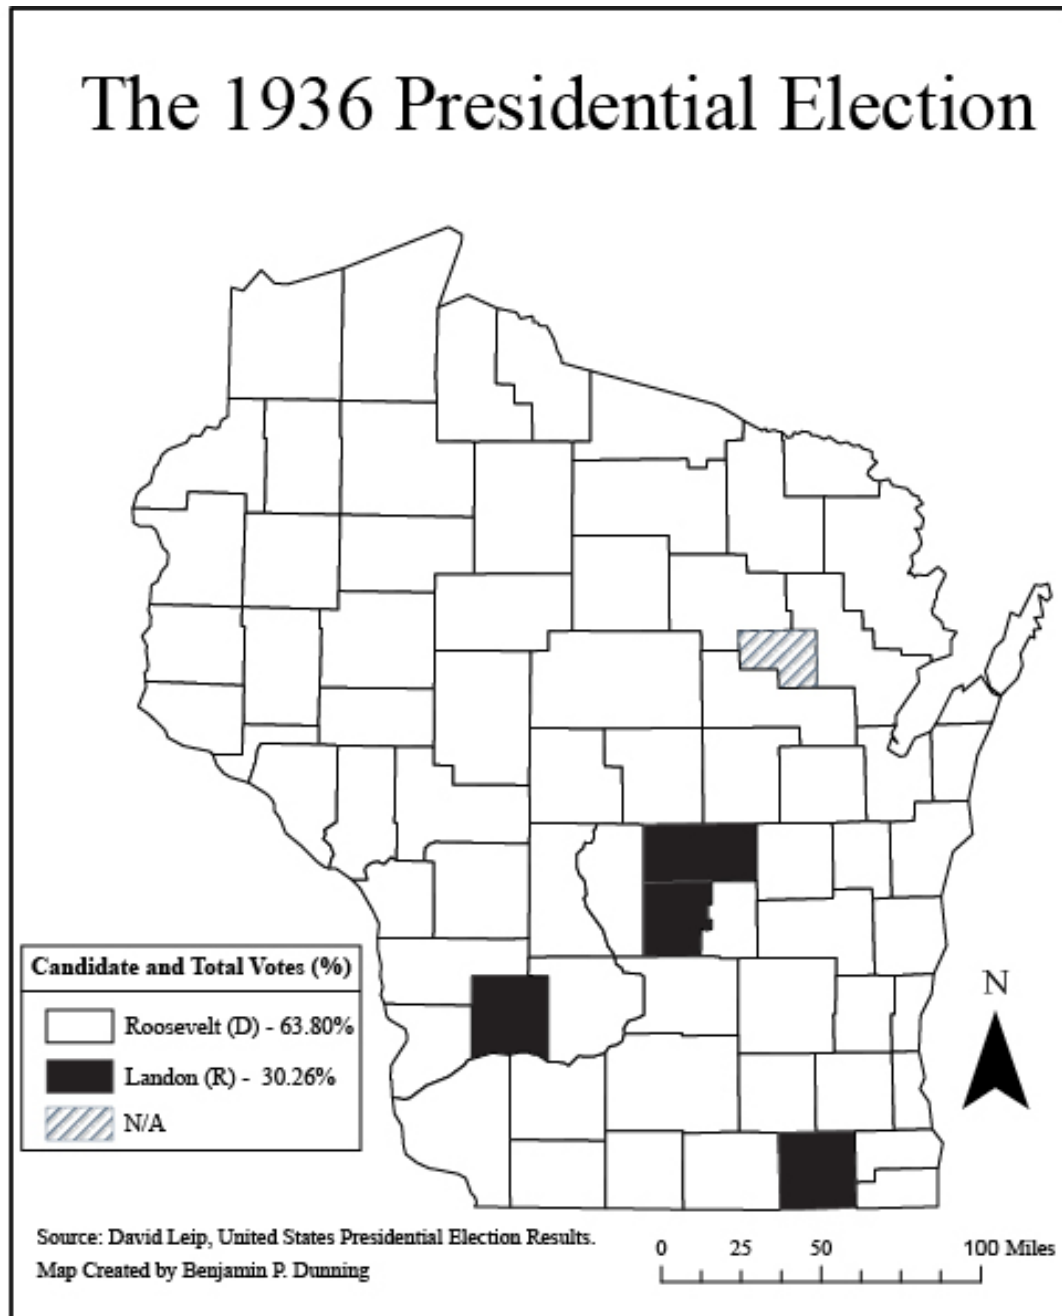 The 1936 Presidential Election
Candidate and Total Votes (%)
Roosevelt (D) - 63.80%
Landon (R) - 30.26%
N/A
N
Source: David Leip, United States Presidential Election Results.
Map Created by Benjamin P. Dunning
0 25 50 100 Miles